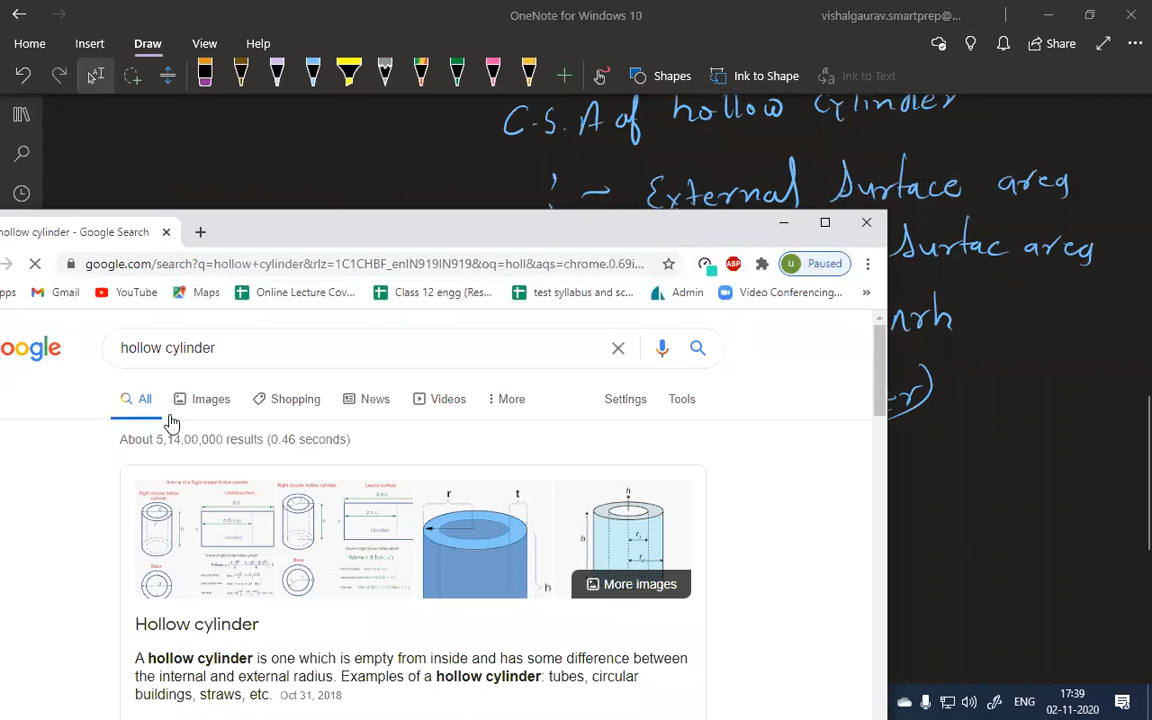 OneNote for Windows 10
vishalgaurav.smartprep@...
Home Insert Draw View Help
Share
Shapes
Ink to Shape
Ink to Text
C.S.A of hollow cylinder
:- External Surface area
Surfac area
πrh
r)
hollow cylinder - Google Search
google.com/search?q=hollow+cylinder&rlz=1C1CHBF_enIN919IN919&oq=holl&aqs=chrome.0.69i...
ABP
u Paused
pps Gmail YouTube Maps Online Lecture Cov... Class 12 engg (Res... test syllabus and sc... Admin Video Conferencing... »
oogle
hollow cylinder
All Images Shopping News Videos More Settings Tools
About 5,14,00,000 results (0.46 seconds)
r t
h
h
h
More images
Hollow cylinder
A hollow cylinder is one which is empty from inside and has some difference between
the internal and external radius. Examples of a hollow cylinder: tubes, circular
buildings, straws, etc. Oct 31, 2018
ENG
17:39
02-11-2020